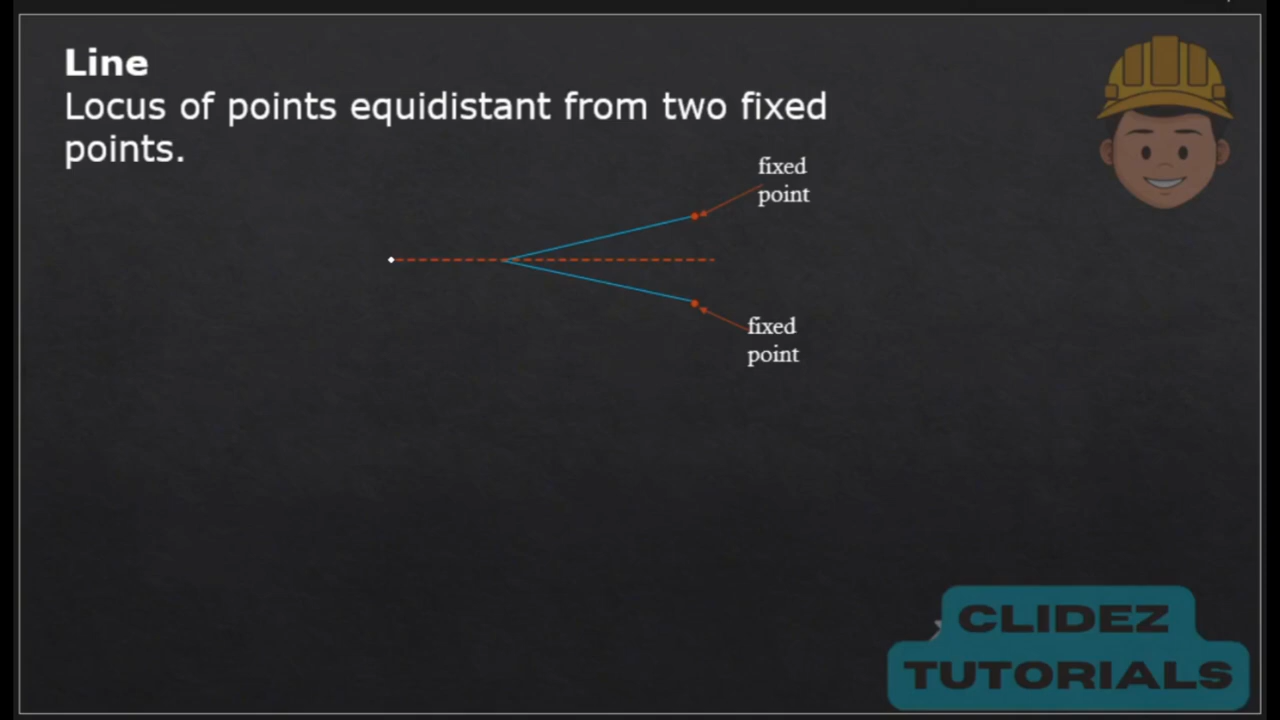 Line
Locus of points equidistant from two fixed
points.
fixed
point
fixed
point
CLIDEZ
TUTORIALS